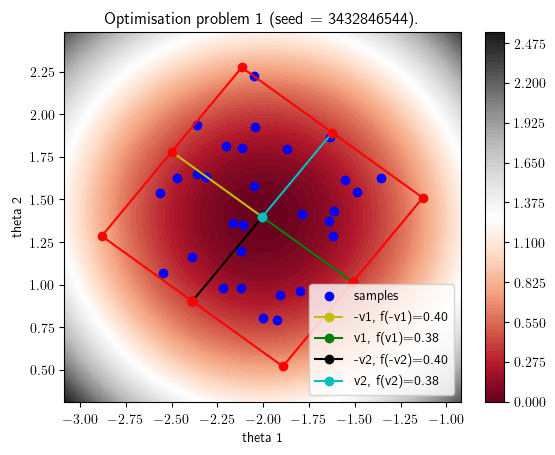 Optimisation problem 1 (seed = 3432846544).
theta 2
2.25
2.00
1.75
1.50
1.25
1.00
0.75
0.50
−3.00 −2.75 −2.50 −2.25 −2.00 −1.75 −1.50 −1.25 −1.00
theta 1
samples
-v1, f(-v1)=0.40
v1, f(v1)=0.38
-v2, f(-v2)=0.40
v2, f(v2)=0.38
2.475
2.200
1.925
1.650
1.375
1.100
0.825
0.550
0.275
0.000